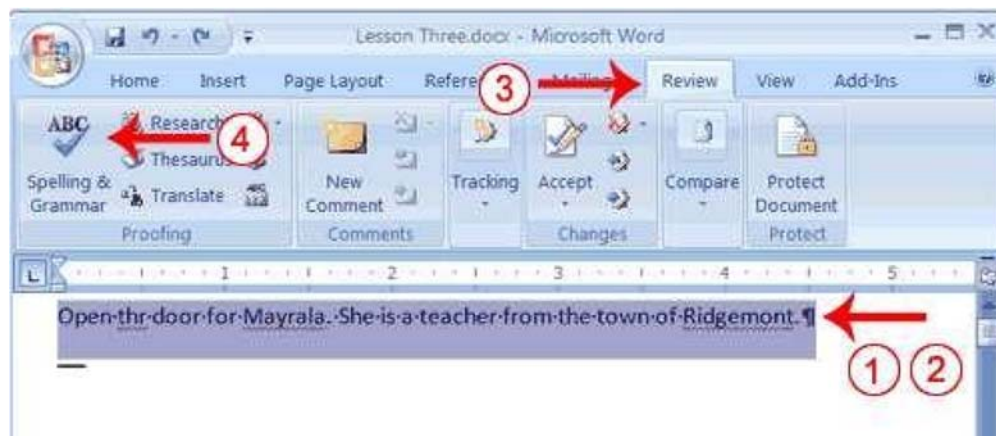 Lesson Three.docx - Microsoft Word
Home Insert Page Layout Review View Add-Ins
3
ABC
Research
4
Thesaurus
Spelling & Grammar
Translate
New Comment
Tracking
Accept
Compare
Protect Document
Proofing Comments Changes Protect
L 1 2 3 4 5
Open·thr·door·for·Mayrala.·She·is·a·teacher·from·the·town·of·Ridgemont.¶
1 2